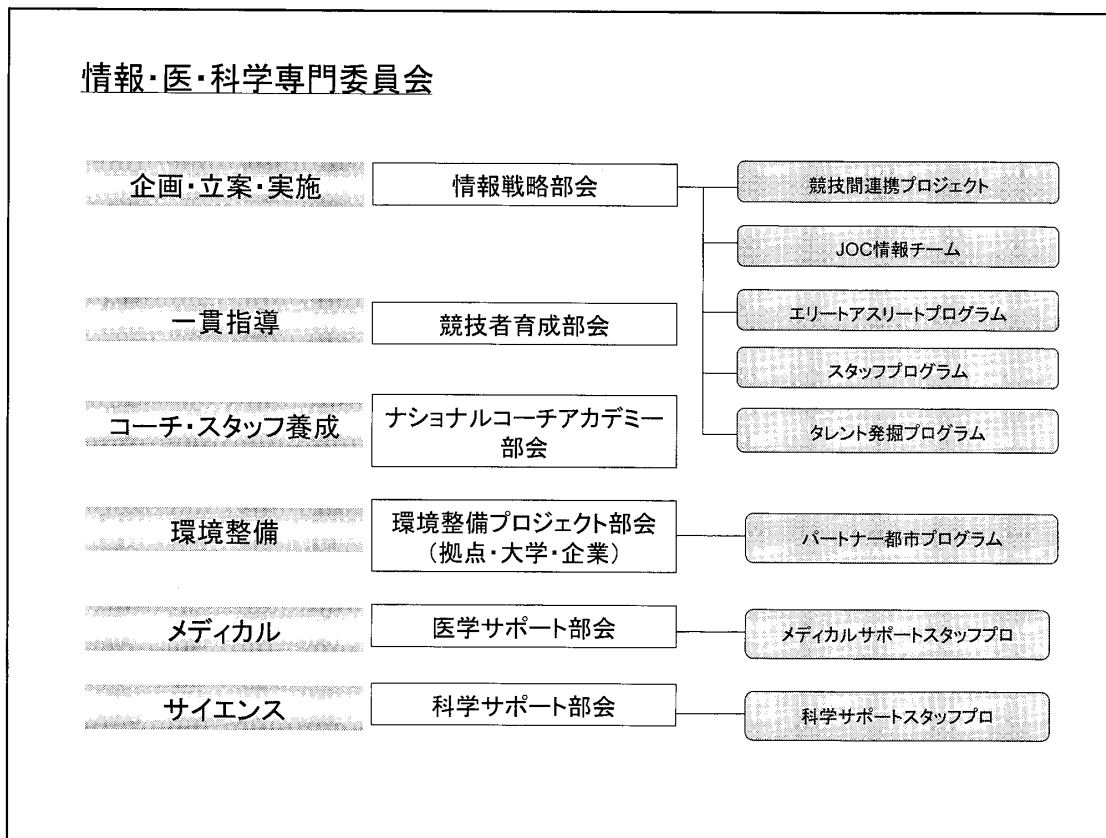 情報・医・科学専門委員会
企画・立案・実施
情報戦略部会
競技間連携プロジェクト
JOC情報チーム
一貫指導
競技者育成部会
エリートアスリートプログラム
スタッフプログラム
コーチ・スタッフ養成
ナショナルコーチアカデミー
部会
タレント発掘プログラム
環境整備
環境整備プロジェクト部会
（拠点・大学・企業）
パートナー都市プログラム
メディカル
医学サポート部会
メディカルサポートスタッフプロ
サイエンス
科学サポート部会
科学サポートスタッフプロ